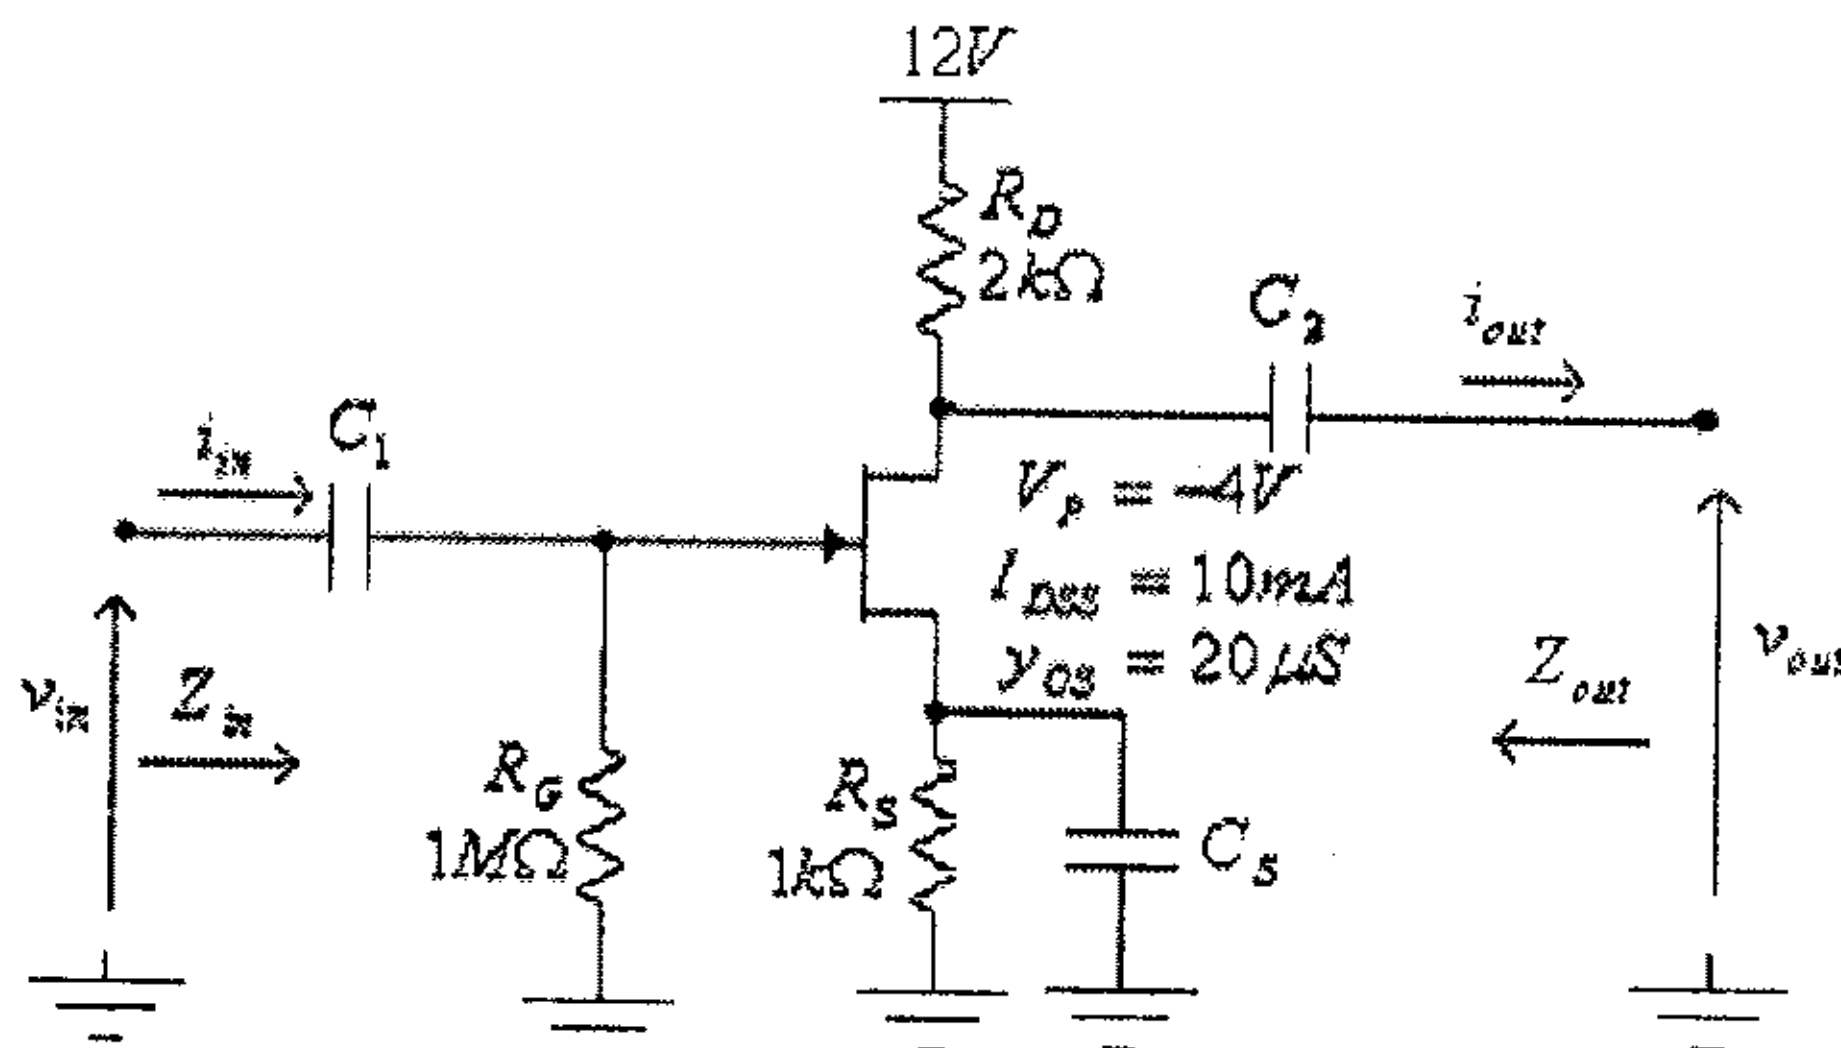 12V
R_D
2kΩ
C_2
i_out
i_in
C_1
V_p = -4V
I_DSS = 10mA
y_OS = 20μS
v_in
Z_in
Z_out
v_out
R_G
1MΩ
R_S
1kΩ
C_S